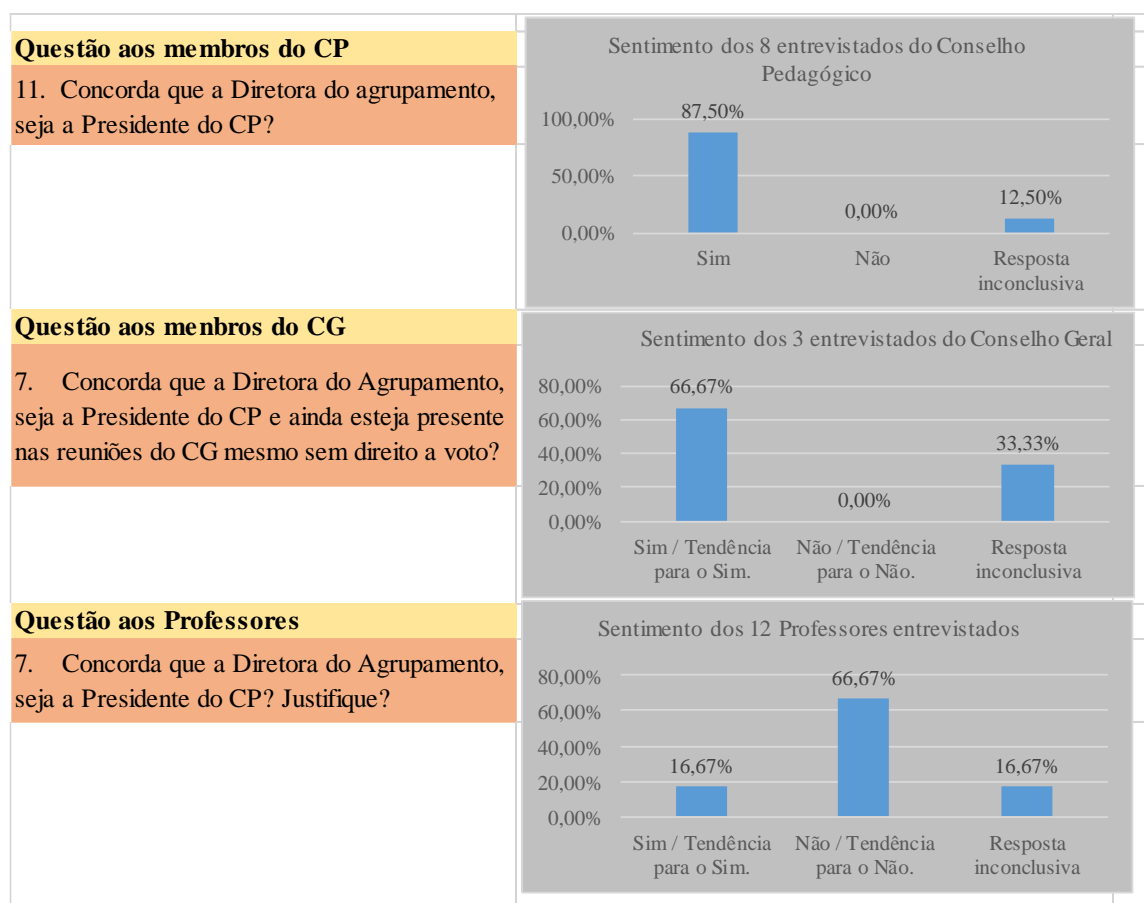 Questão aos membros do CP
11. Concorda que a Diretora do agrupamento,
seja a Presidente do CP?
Sentimento dos 8 entrevistados do Conselho
Pedagógico
100,00%
50,00%
0,00%
87,50%
0,00%
12,50%
Sim
Não
Resposta
inconclusiva
Questão aos menbros do CG
7. Concorda que a Diretora do Agrupamento,
seja a Presidente do CP e ainda esteja presente
nas reuniões do CG mesmo sem direito a voto?
Sentimento dos 3 entrevistados do Conselho Geral
80,00%
60,00%
40,00%
20,00%
0,00%
66,67%
0,00%
33,33%
Sim / Tendência
para o Sim.
Não / Tendência
para o Não.
Resposta
inconclusiva
Questão aos Professores
7. Concorda que a Diretora do Agrupamento,
seja a Presidente do CP? Justifique?
Sentimento dos 12 Professores entrevistados
80,00%
60,00%
40,00%
20,00%
0,00%
16,67%
66,67%
16,67%
Sim / Tendência
para o Sim.
Não / Tendência
para o Não.
Resposta
inconclusiva